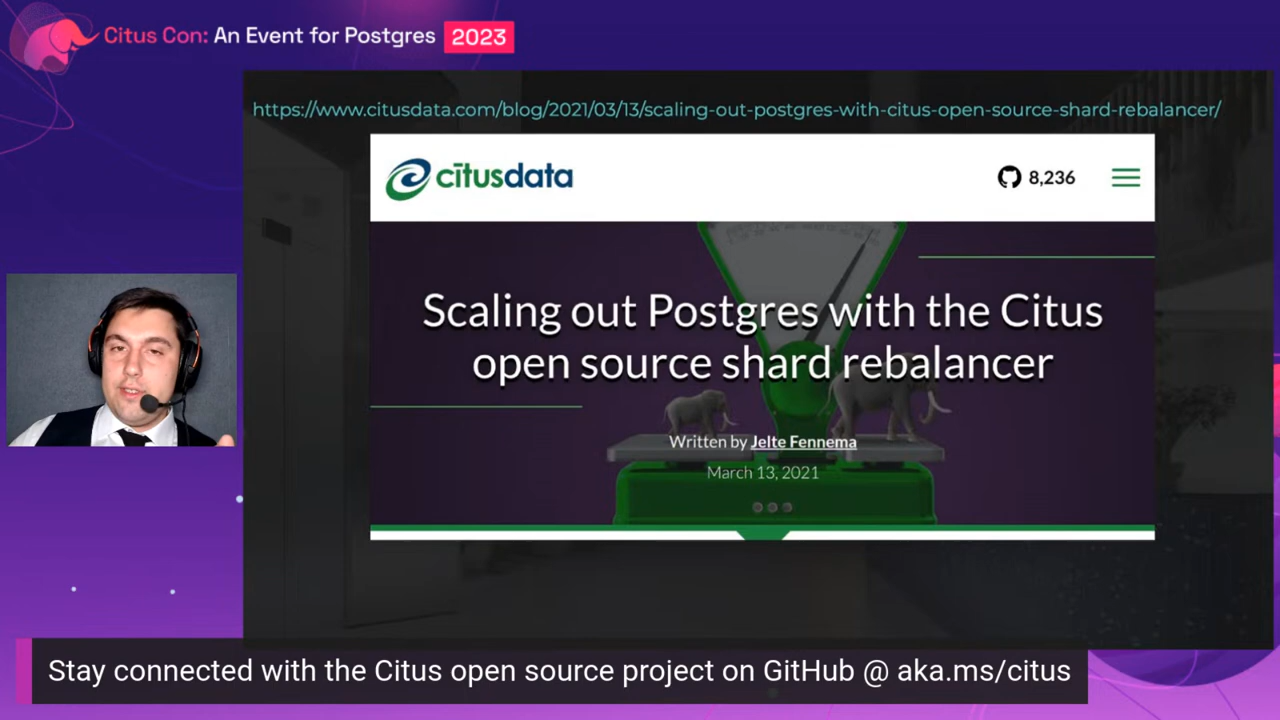 Citus Con: An Event for Postgres 2023
https://www.citusdata.com/blog/2021/03/13/scaling-out-postgres-with-citus-open-source-shard-rebalancer/
cītusdata
8,236
Scaling out Postgres with the Citus
open source shard rebalancer
Written by Jelte Fennema
March 13, 2021
Stay connected with the Citus open source project on GitHub @ aka.ms/citus